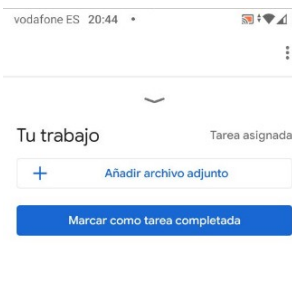 vodafone ES 20:44 •
Tu trabajo
Tarea asignada
+ Añadir archivo adjunto
Marcar como tarea completada